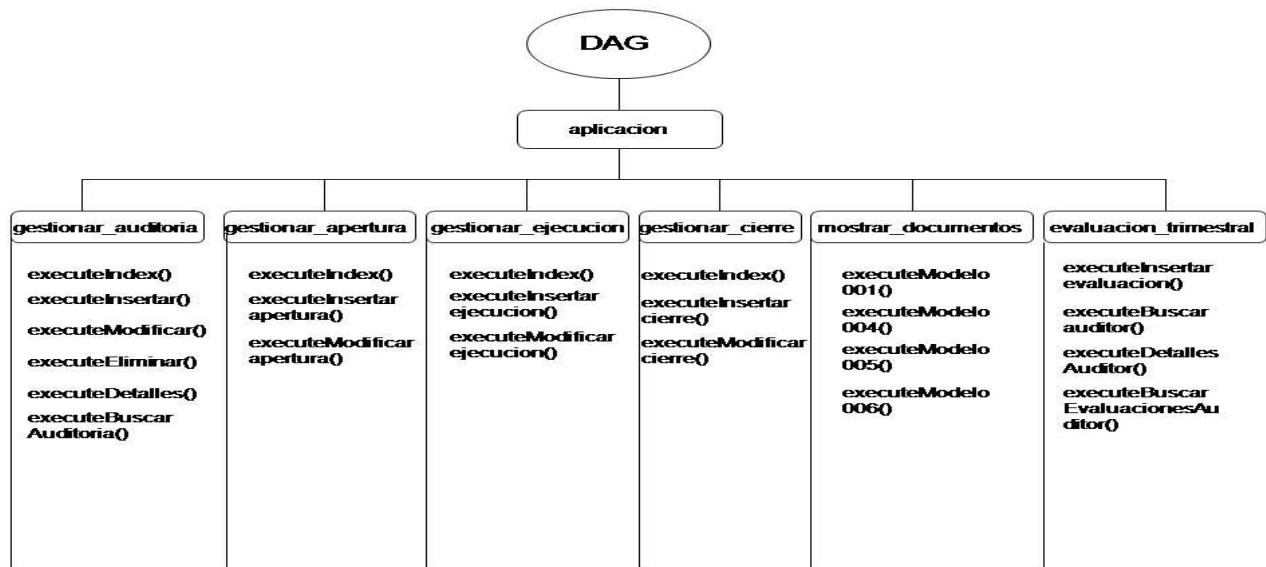 DAG
aplicacion
gestionar_auditoria
executeIndex()
executeInsertar()
executeModificar()
executeEliminar()
executeDetalles()
executeBuscar
Auditoria()
gestionar_apertura
executeIndex()
executeInsertar
apertura()
executeModificar
apertura()
gestionar_ejecucion
executeIndex()
executeInsertar
ejecucion()
executeModificar
ejecucion()
gestionar_cierre
executeIndex()
executeInsertar
cierre()
executeModificar
cierre()
mostrar_documentos
executeModelo
001()
executeModelo
004()
executeModelo
005()
executeModelo
006()
evaluacion_trimestral
executeInsertar
evaluacion()
executeBuscar
auditor()
executeDetalles
Auditor()
executeBuscar
EvaluacionesAu
ditor()